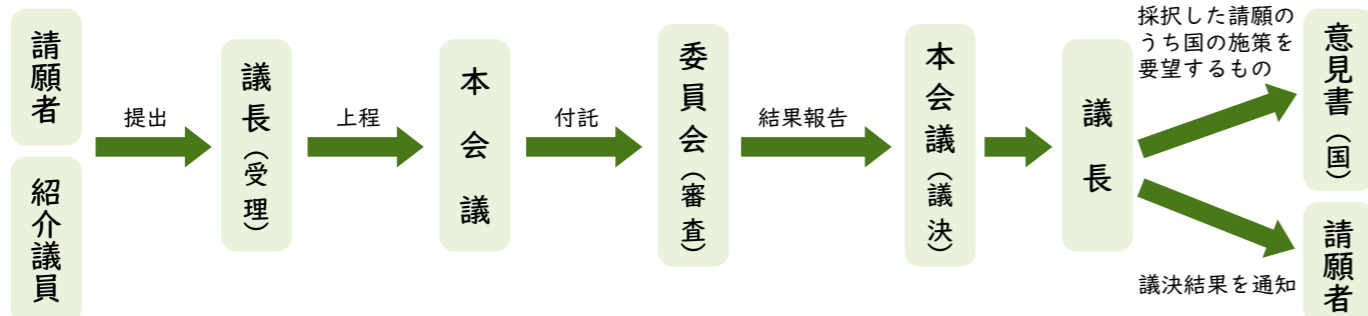 請願者
紹介議員
提出
議長（受理）
上程
本会議
付託
委員会（審査）
結果報告
本会議（議決）
議長
採択した請願の
うち国の施策を
要望するもの
意見書（国）
議決結果を通知
請願者